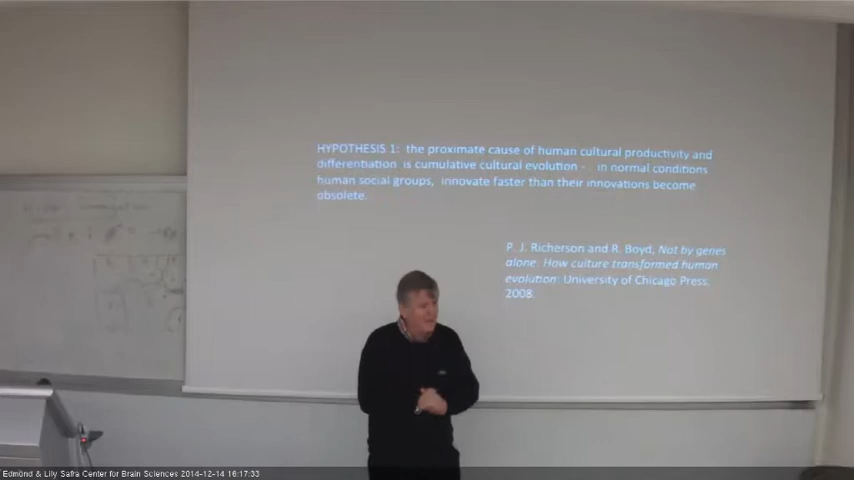 HYPOTHESIS 1: the proximate cause of human cultural productivity and
differentiation is cumulative cultural evolution - in normal conditions
human social groups, innovate faster than their innovations become
obsolete.
P. J. Richerson and R. Boyd, Not by genes
alone. How culture transformed human
evolution. University of Chicago Press.
2008.
Edmond & Lily Safra Center for Brain Sciences 2014-12-14 16:17:33